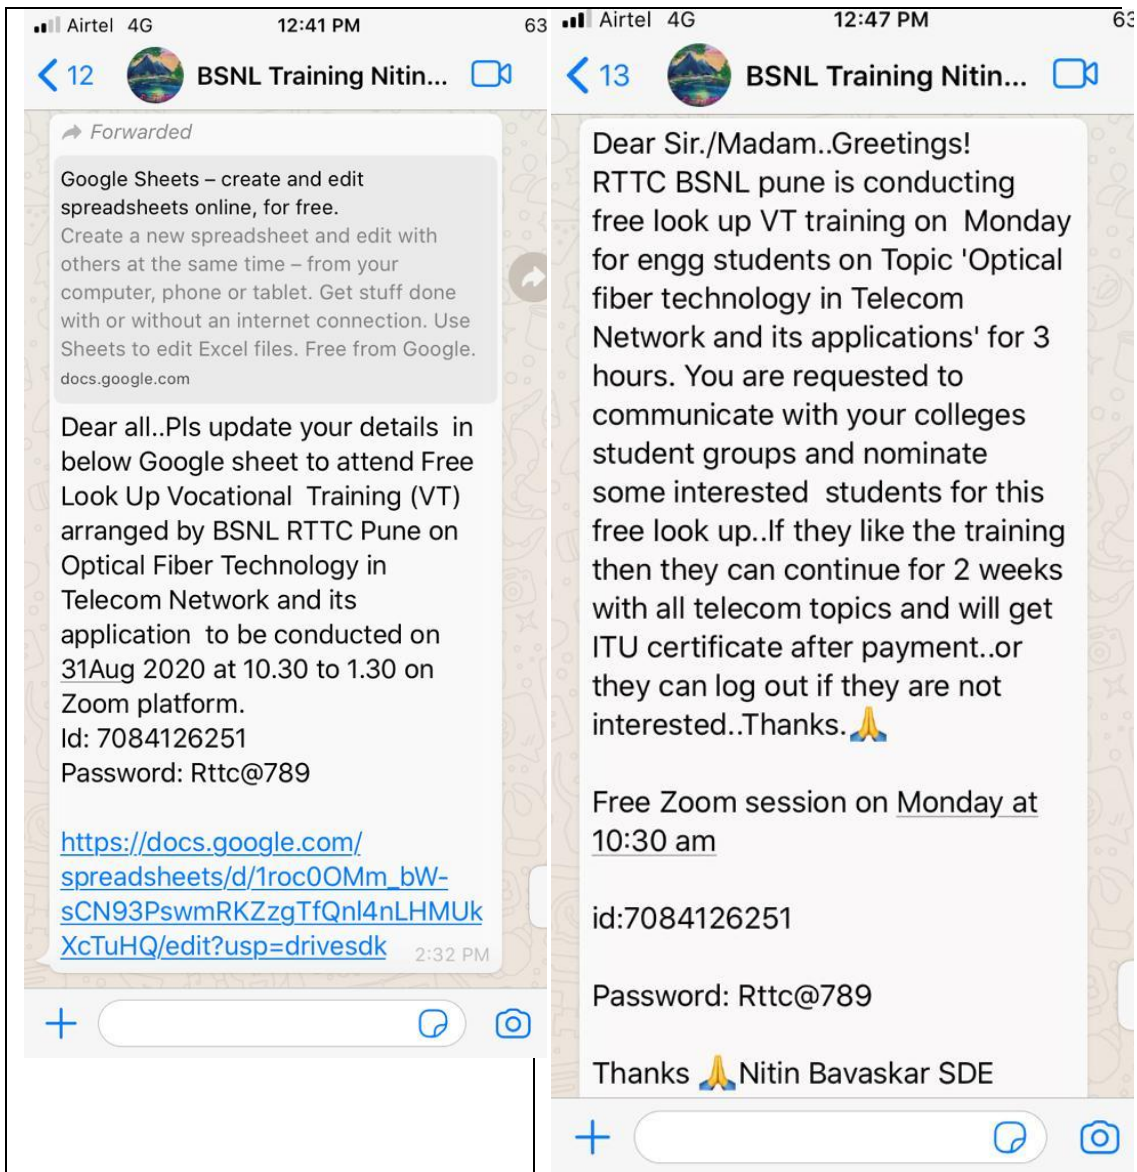 Airtel 4G 12:41 PM 63
12 BSNL Training Nitin...
Forwarded
Google Sheets – create and edit
spreadsheets online, for free.
Create a new spreadsheet and edit with
others at the same time – from your
computer, phone or tablet. Get stuff done
with or without an internet connection. Use
Sheets to edit Excel files. Free from Google.
docs.google.com
Dear all..Pls update your details in
below Google sheet to attend Free
Look Up Vocational Training (VT)
arranged by BSNL RTTC Pune on
Optical Fiber Technology in
Telecom Network and its
application to be conducted on
31Aug 2020 at 10.30 to 1.30 on
Zoom platform.
Id: 7084126251
Password: Rttc@789
https://docs.google.com/
spreadsheets/d/1roc0OMm_bW-
sCN93PswmRKZzgTfQnl4nLHMUk
XcTuHQ/edit?usp=drivesdk 2:32 PM
Airtel 4G 12:47 PM 63
13 BSNL Training Nitin...
Dear Sir./Madam..Greetings!
RTTC BSNL pune is conducting
free look up VT training on Monday
for engg students on Topic 'Optical
fiber technology in Telecom
Network and its applications' for 3
hours. You are requested to
communicate with your colleges
student groups and nominate
some interested students for this
free look up..If they like the training
then they can continue for 2 weeks
with all telecom topics and will get
ITU certificate after payment..or
they can log out if they are not
interested..Thanks.🙏
Free Zoom session on Monday at
10:30 am
id:7084126251
Password: Rttc@789
Thanks 🙏Nitin Bavaskar SDE